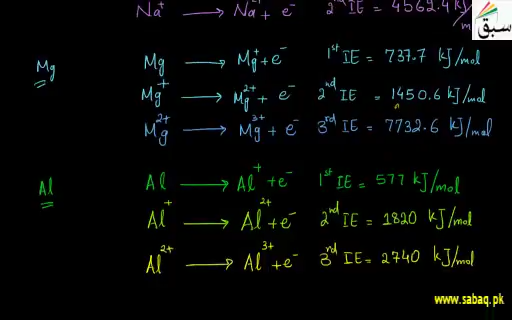 Na⁺ → Na²⁺ + e⁻ 2ⁿᵈ IE = 4562.4 kJ/mol
سبق
Mg Mg → Mg⁺ + e⁻ 1ˢᵗ IE = 737.7 kJ/mol
Mg⁺ → Mg²⁺ + e⁻ 2ⁿᵈ IE = 1450.6 kJ/mol
Mg²⁺ → Mg³⁺ + e⁻ 3ʳᵈ IE = 7732.6 kJ/mol
Al Al → Al⁺ + e⁻ 1ˢᵗ IE = 577 kJ/mol
Al⁺ → Al²⁺ + e⁻ 2ⁿᵈ IE = 1820 kJ/mol
Al²⁺ → Al³⁺ + e⁻ 3ʳᵈ IE = 2740 kJ/mol
www.sabaq.pk